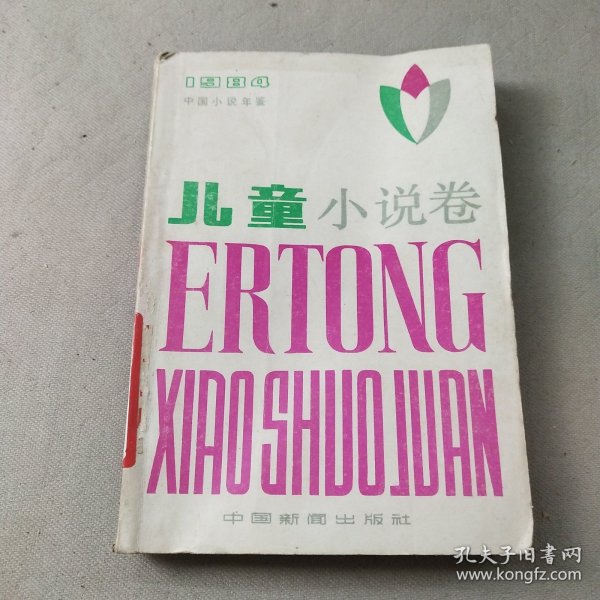 1984
中国小说年鉴
儿童小说卷
ERTONG
XIAOSHUOJUAN
中国新闻出版社
孔夫子旧书网
www.kongfz.com